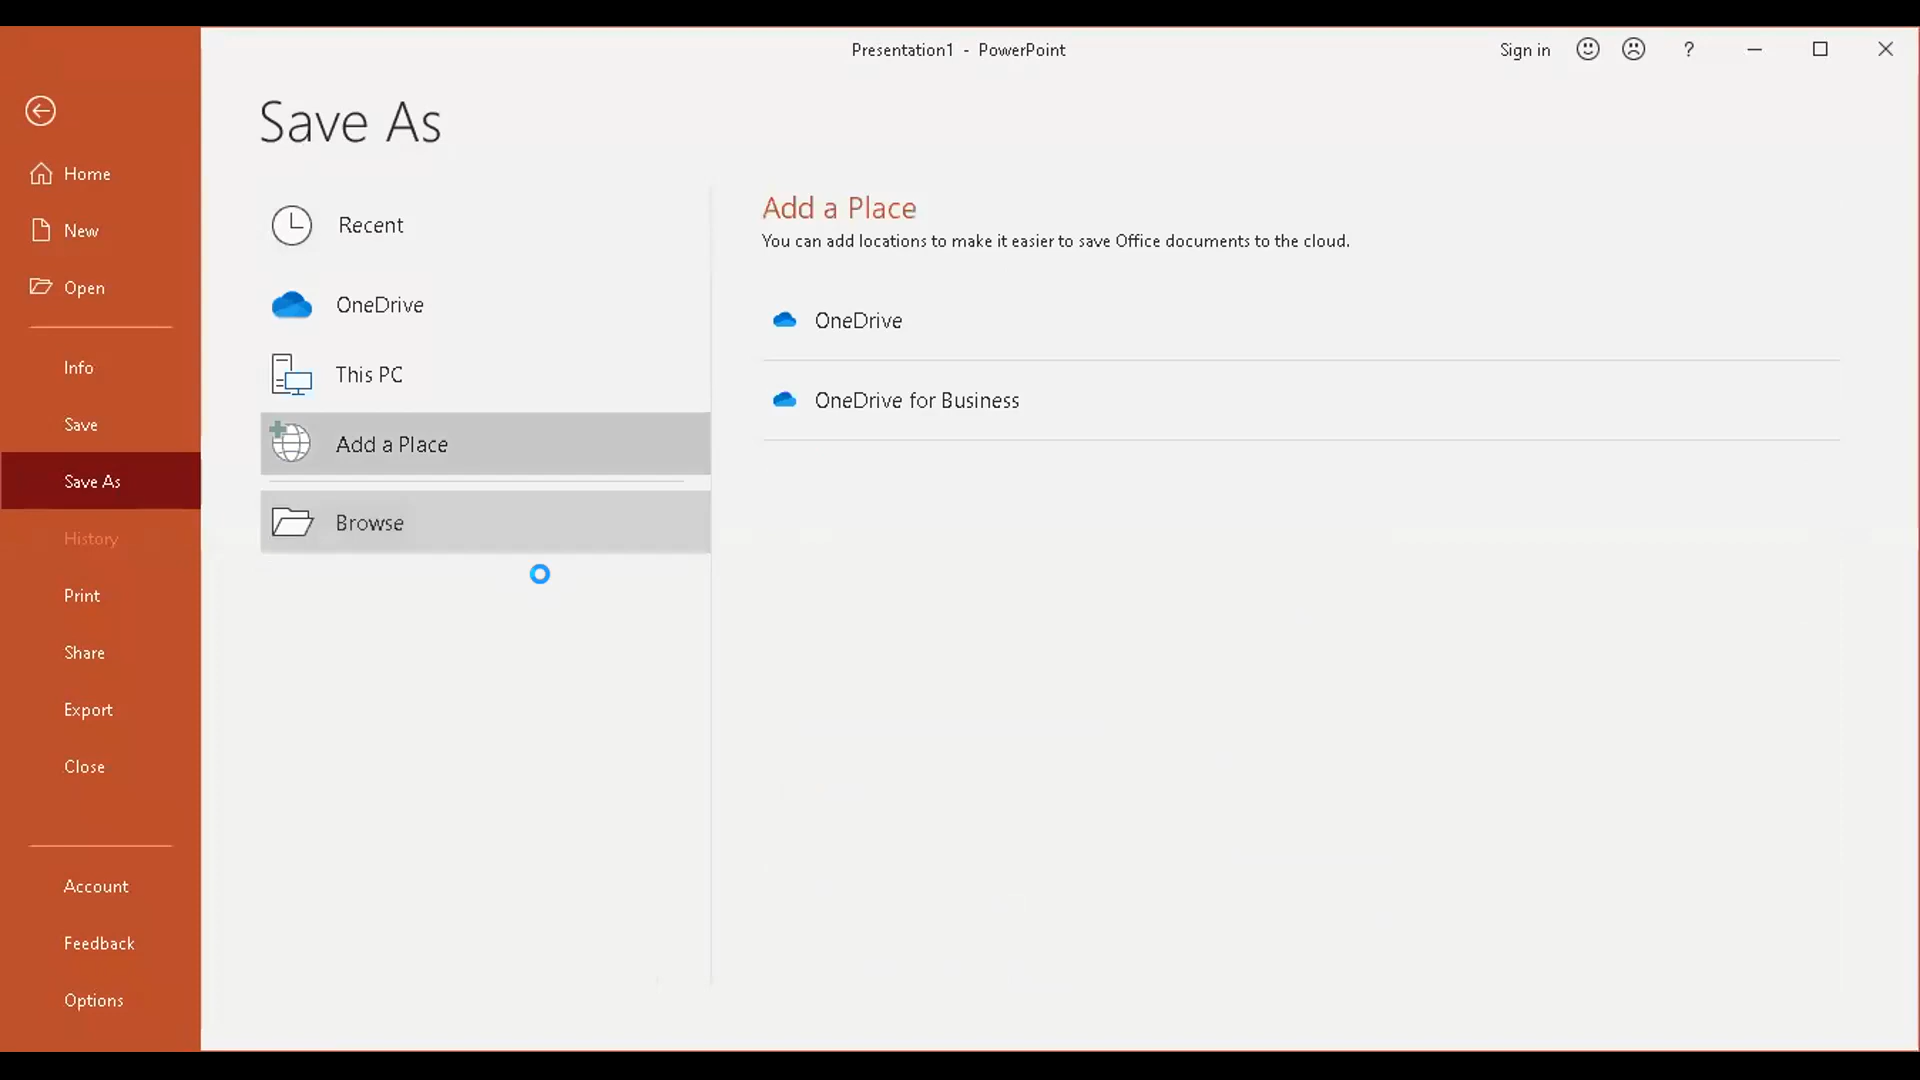 Presentation1 - PowerPoint
Sign in
?
Save As
Home
New
Open
Info
Save
Save As
History
Print
Share
Export
Close
Account
Feedback
Options
Recent
OneDrive
This PC
Add a Place
Browse
Add a Place
You can add locations to make it easier to save Office documents to the cloud.
OneDrive
OneDrive for Business